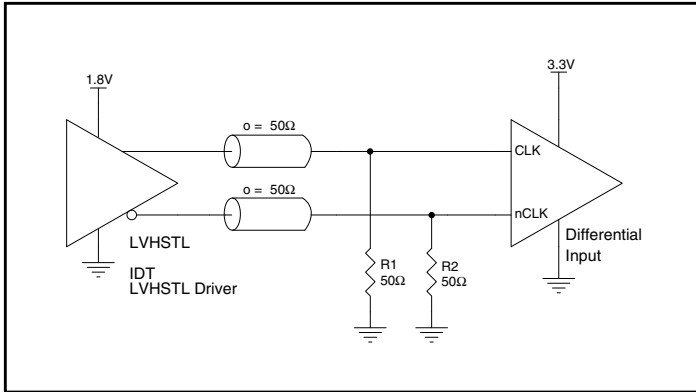 1.8V
3.3V
o = 50Ω
CLK
o = 50Ω
nCLK
LVHSTL
IDT
LVHSTL Driver
R1
50Ω
R2
50Ω
Differential
Input